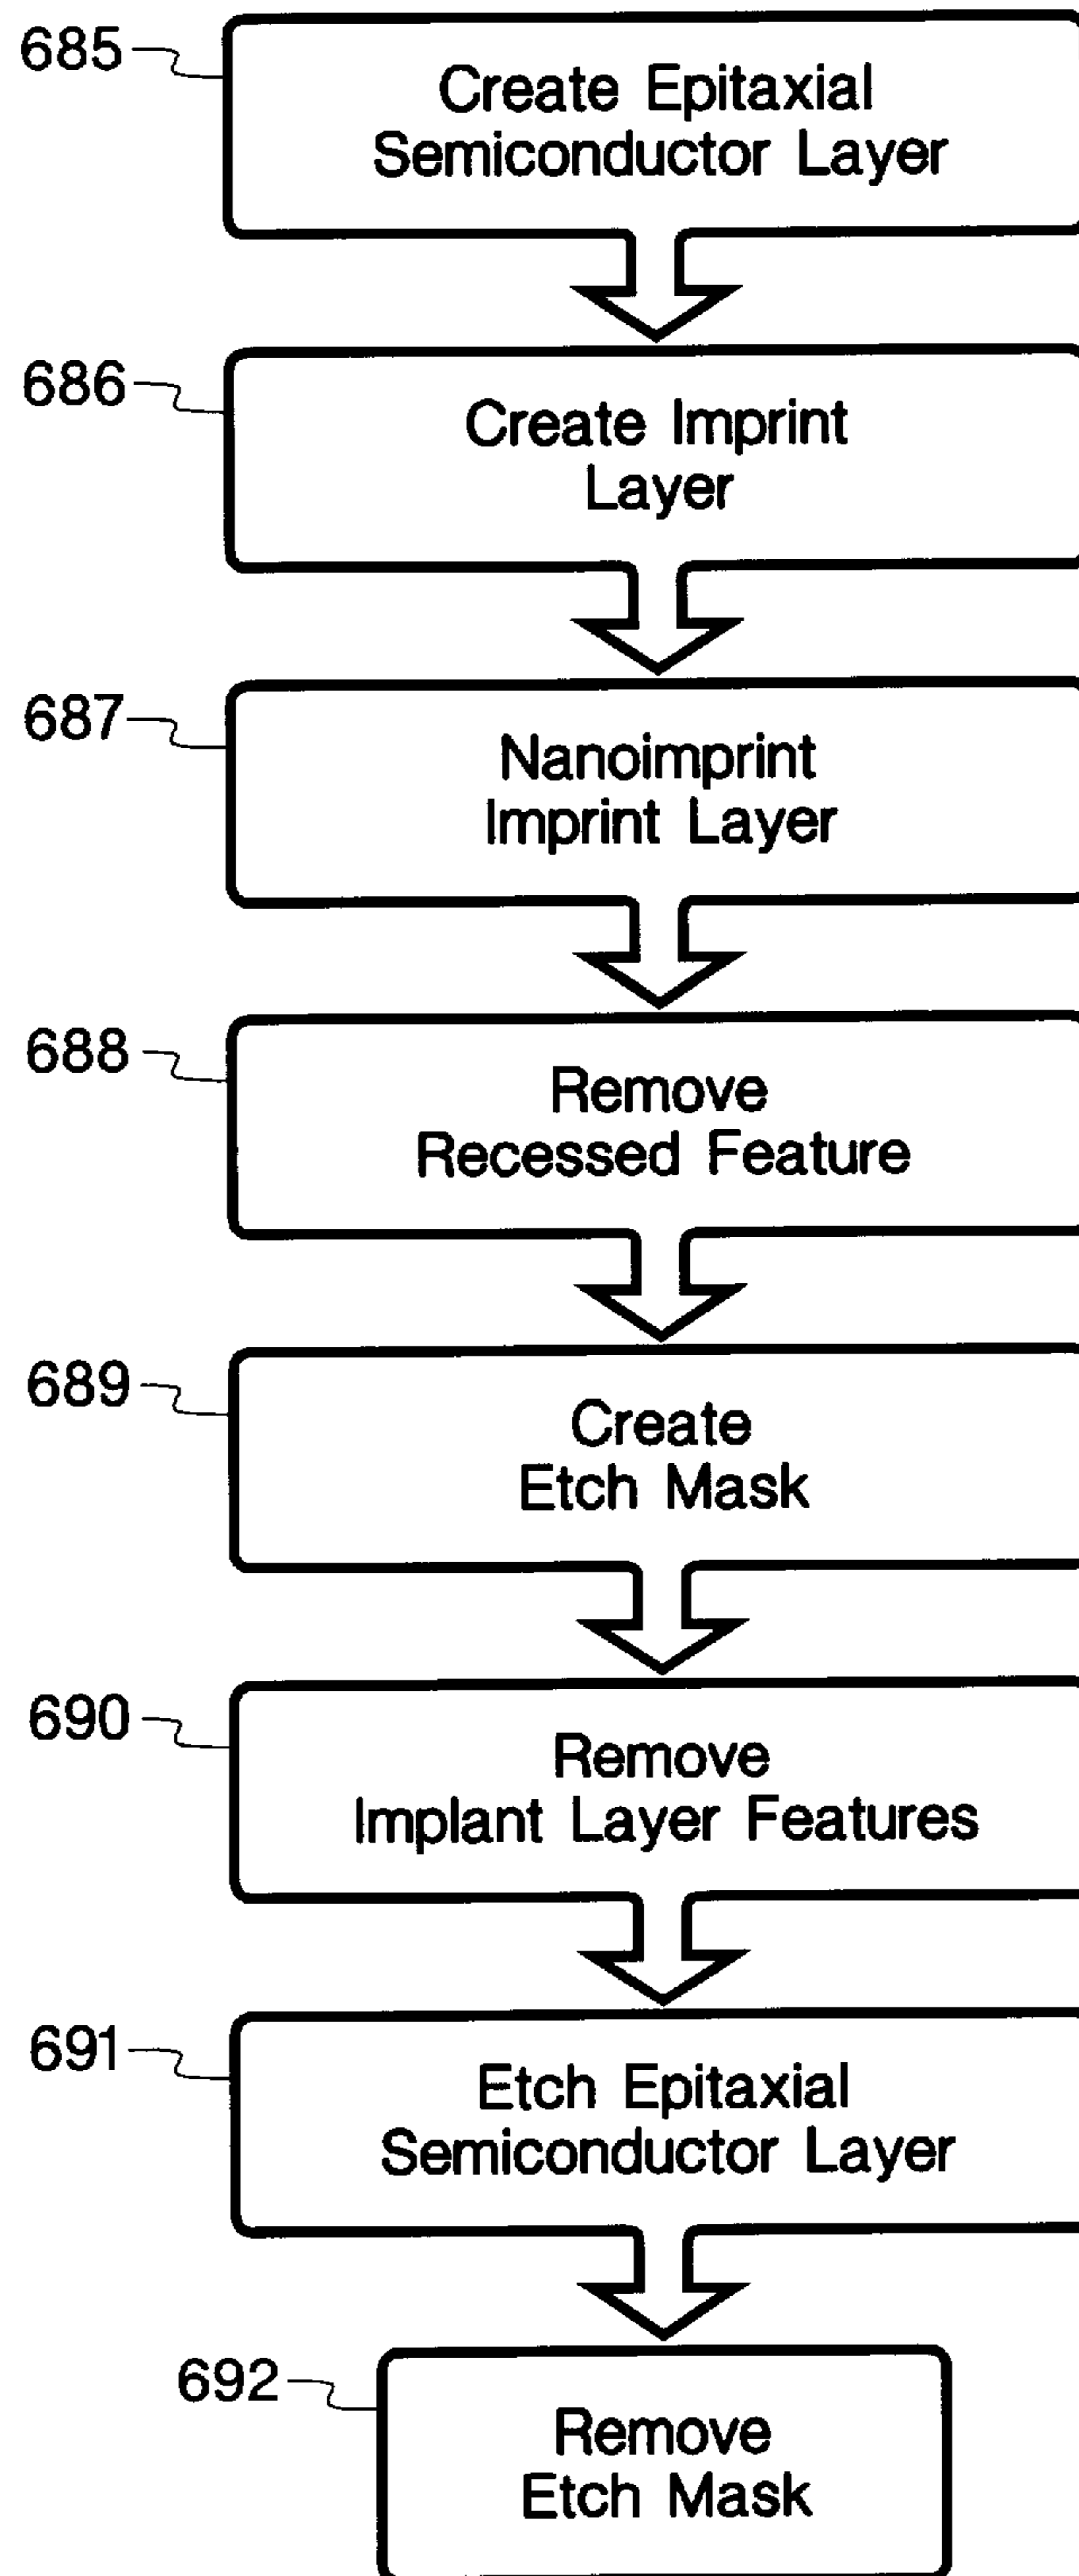 685
Create Epitaxial
Semiconductor Layer
686
Create Imprint
Layer
687
Nanoimprint
Imprint Layer
688
Remove
Recessed Feature
689
Create
Etch Mask
690
Remove
Implant Layer Features
691
Etch Epitaxial
Semiconductor Layer
692
Remove
Etch Mask